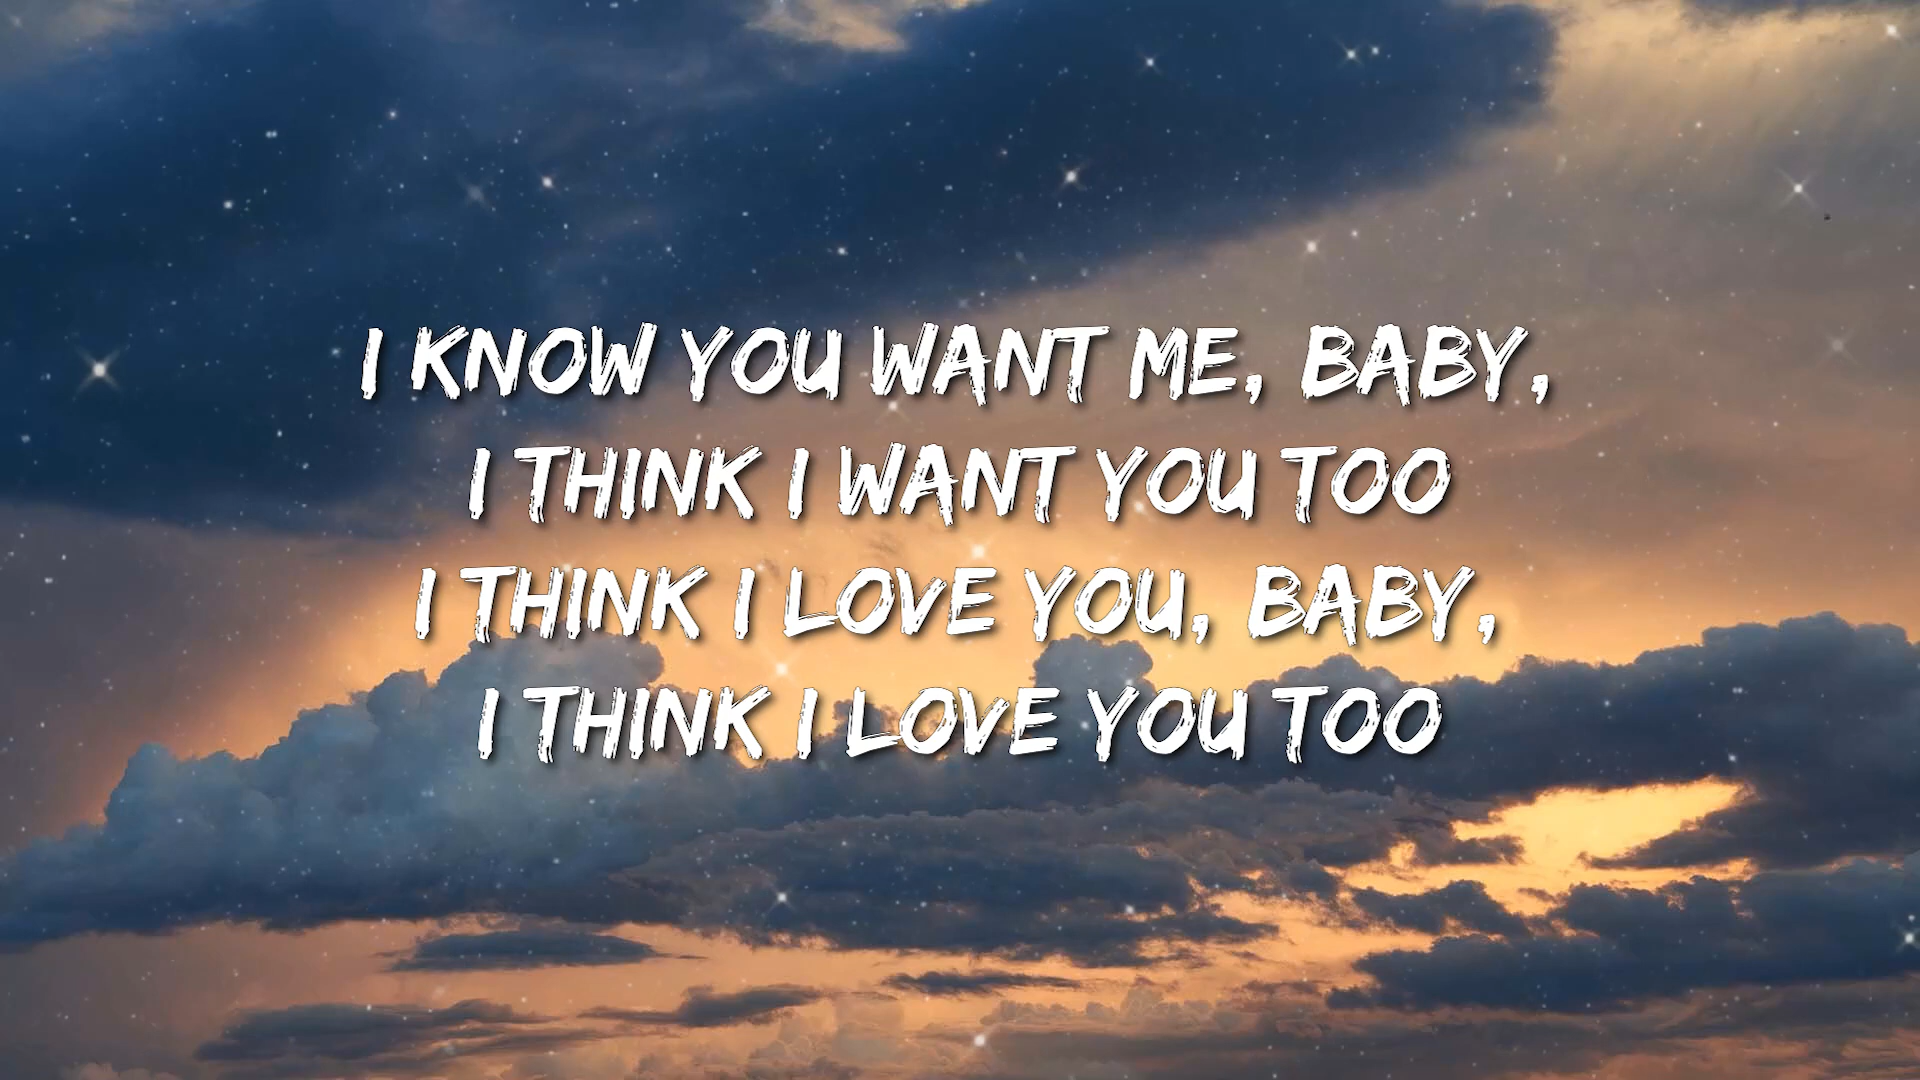 I KNOW YOU WANT ME, BABY,
I THINK I WANT YOU TOO
I THINK I LOVE YOU, BABY,
I THINK I LOVE YOU TOO